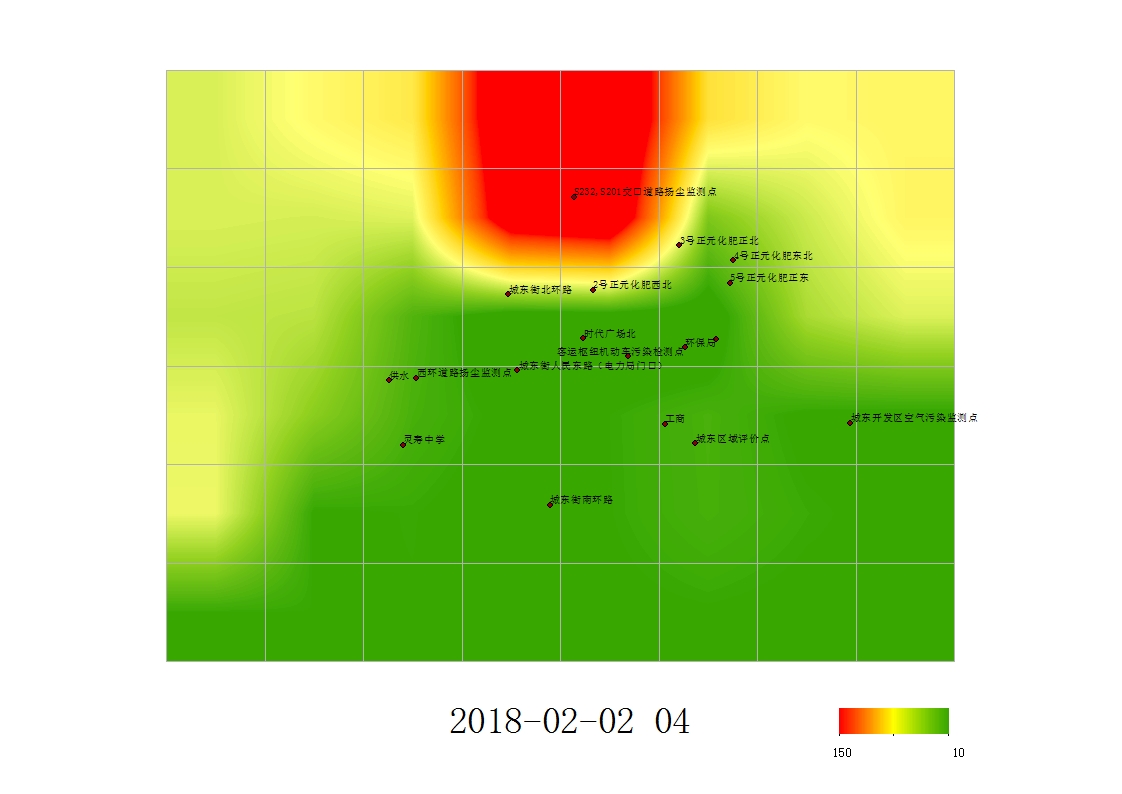 S232,S201交口道路扬尘监测点
3号正元化肥正北
4号正元化肥东北
5号正元化肥正东
城东街北环路
2号正元化肥西北
时代广场北
环保局
客运枢纽机动车污染检测点
城东街人民东路（电力局门口）
供水
西环道路扬尘监测点
工商
城东开发区空气污染监测点
灵寿中学
城东区域评价点
城东街南环路
2018-02-02 04
150
10